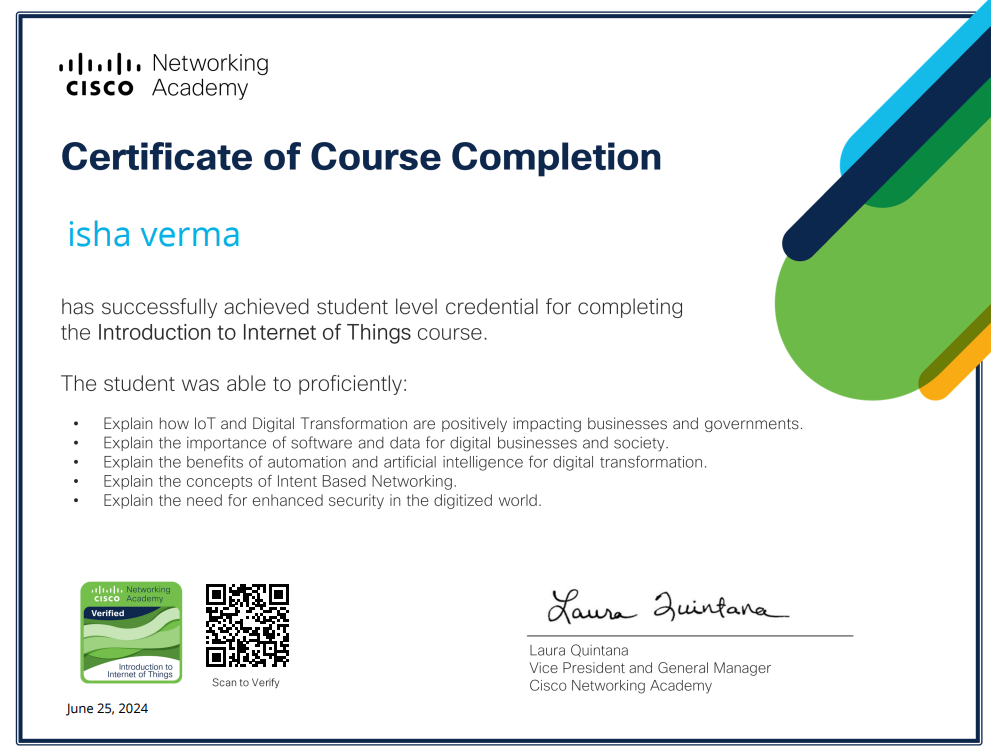 Networking
CISCO Academy
Certificate of Course Completion
isha verma
has successfully achieved student level credential for completing
the Introduction to Internet of Things course.
The student was able to proficiently:
• Explain how IoT and Digital Transformation are positively impacting businesses and governments.
• Explain the importance of software and data for digital businesses and society.
• Explain the benefits of automation and artificial intelligence for digital transformation.
• Explain the concepts of Intent Based Networking.
• Explain the need for enhanced security in the digitized world.
Networking
CISCO Academy
Verified
Introduction to
Internet of Things
Scan to Verify
June 25, 2024
Laura Quintana
Laura Quintana
Vice President and General Manager
Cisco Networking Academy